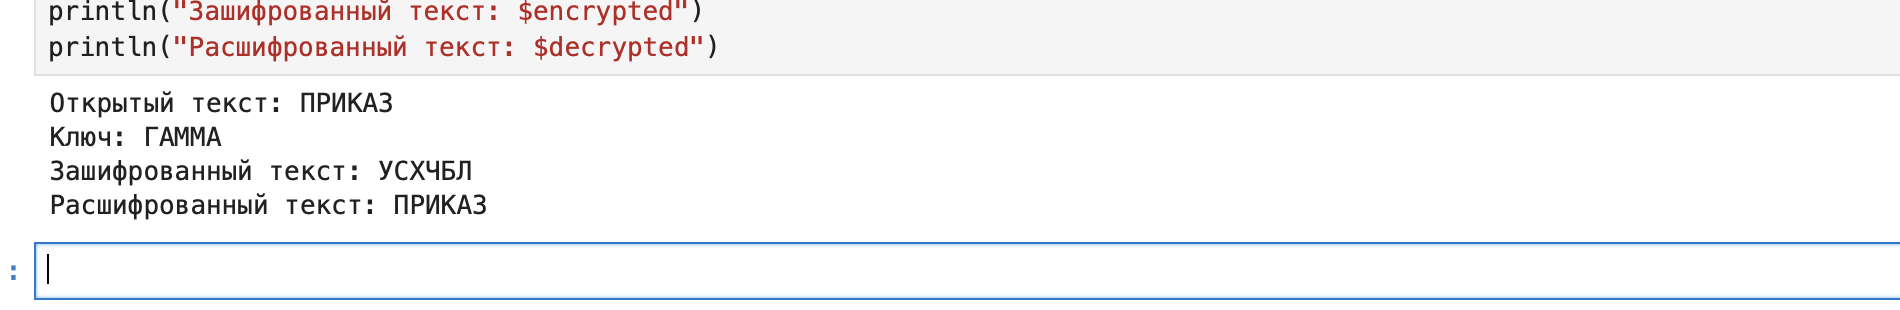 println("Зашифрованный текст: $encrypted")
println("Расшифрованный текст: $decrypted")
Открытый текст: ПРИКАЗ
Ключ: ГАММА
Зашифрованный текст: УСХЧБЛ
Расшифрованный текст: ПРИКАЗ
: